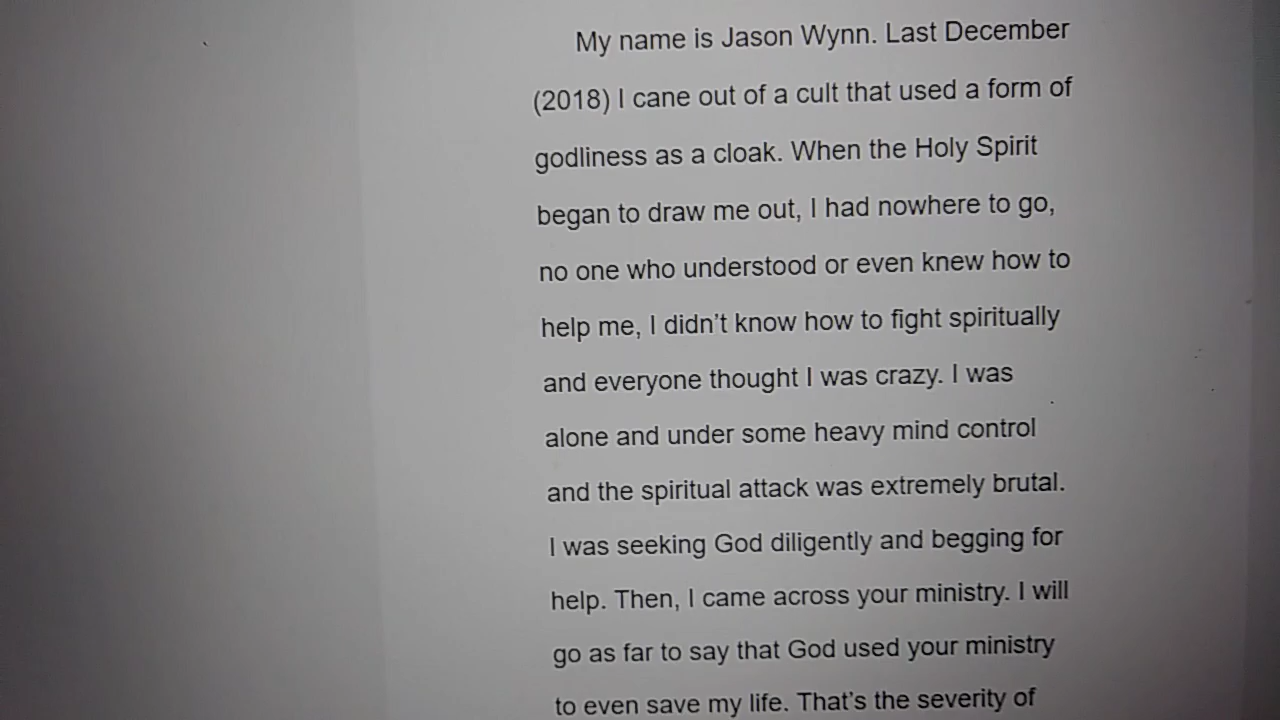 My name is Jason Wynn. Last December
(2018) I cane out of a cult that used a form of
godliness as a cloak. When the Holy Spirit
began to draw me out, I had nowhere to go,
no one who understood or even knew how to
help me, I didn’t know how to fight spiritually
and everyone thought I was crazy. I was
alone and under some heavy mind control
and the spiritual attack was extremely brutal.
I was seeking God diligently and begging for
help. Then, I came across your ministry. I will
go as far to say that God used your ministry
to even save my life. That’s the severity of